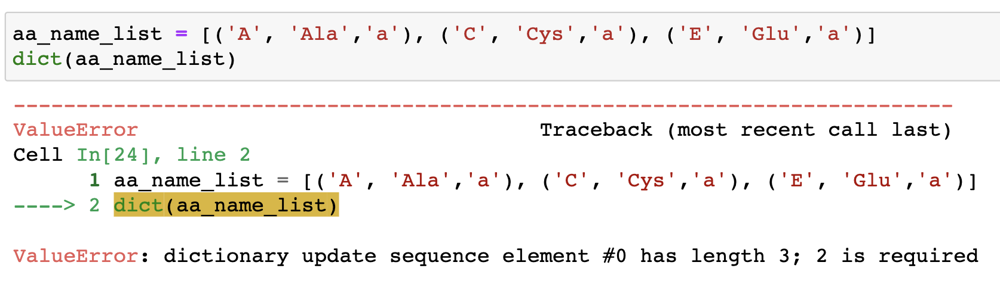 aa_name_list = [('A', 'Ala','a'), ('C', 'Cys','a'), ('E', 'Glu','a')]
dict(aa_name_list)
---------------------------------------------------------------------------
ValueError                                Traceback (most recent call last)
Cell In[24], line 2
      1 aa_name_list = [('A', 'Ala','a'), ('C', 'Cys','a'), ('E', 'Glu','a')]
----> 2 dict(aa_name_list)
ValueError: dictionary update sequence element #0 has length 3; 2 is required